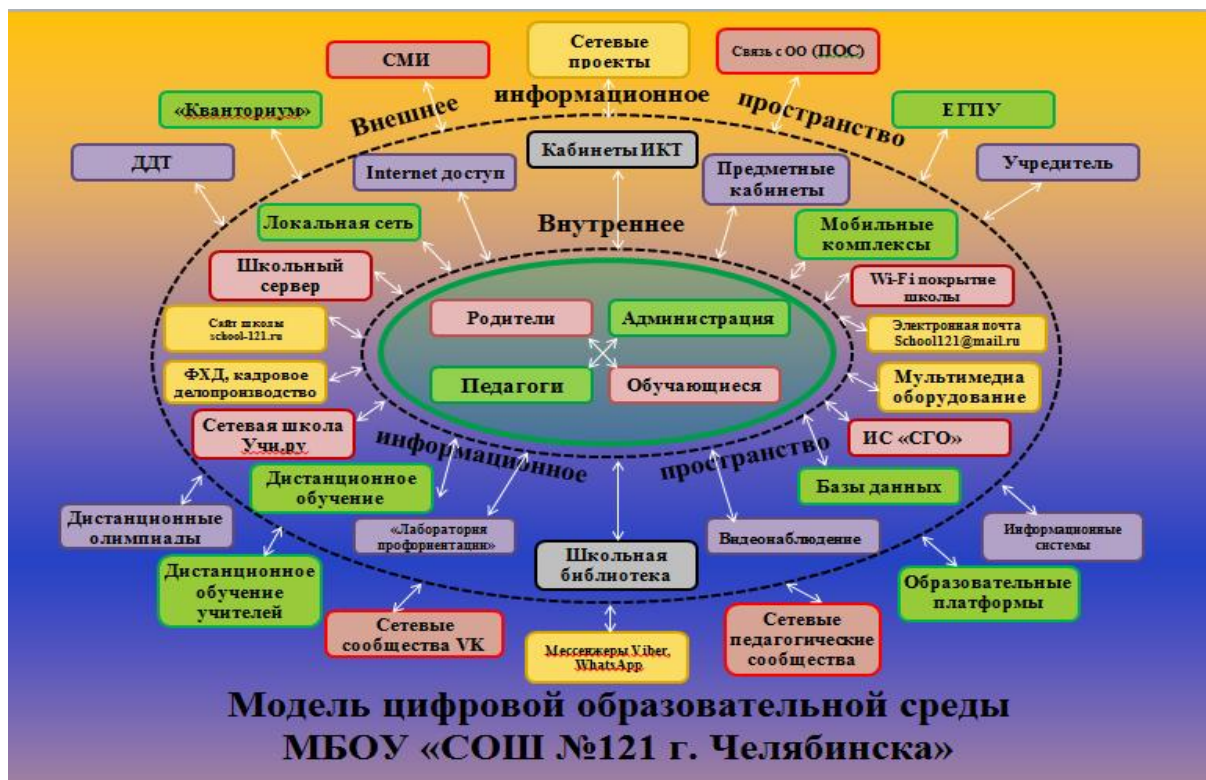 СМИ
Сетевые
проекты
Связь с ОО (ПОС)
«Кванториум»
Внешнее
информационное
пространство
ЕГПУ
ДДТ
Учредитель
Internet доступ
Кабинеты ИКТ
Предметные
кабинеты
Локальная сеть
Внутреннее
Мобильные
комплексы
Школьный
сервер
Wi-Fi покрытие
школы
Сайт школы
school-121.ru
Родители
Администрация
Электронная почта
School121@mail.ru
ФХД, кадровое
делопроизводство
Педагоги
Обучающиеся
Мультимедиа
оборудование
Сетевая школа
Учи.ру
информационное
пространство
ИС «СГО»
Дистанционное
обучение
Базы данных
Дистанционные
олимпиады
«Лаборатория
профориентации»
Школьная
библиотека
Видеонаблюдение
Информационные
системы
Дистанционное
обучение
учителей
Образовательные
платформы
Сетевые
сообщества VK
Мессенжеры Viber,
WhatsApp
Сетевые
педагогические
сообщества
Модель цифровой образовательной среды
МБОУ «СОШ №121 г. Челябинска»